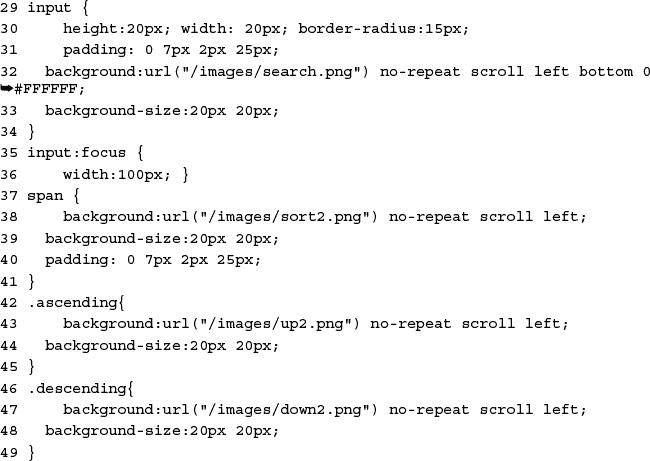 29 input {
30     height:20px; width: 20px; border-radius:15px;
31     padding: 0 7px 2px 25px;
32   background:url("/images/search.png") no-repeat scroll left bottom 0
➥#FFFFFF;
33   background-size:20px 20px;
34 }
35 input:focus {
36     width:100px; }
37 span {
38     background:url("/images/sort2.png") no-repeat scroll left;
39   background-size:20px 20px;
40   padding: 0 7px 2px 25px;
41 }
42 .ascending{
43     background:url("/images/up2.png") no-repeat scroll left;
44   background-size:20px 20px;
45 }
46 .descending{
47     background:url("/images/down2.png") no-repeat scroll left;
48   background-size:20px 20px;
49 }